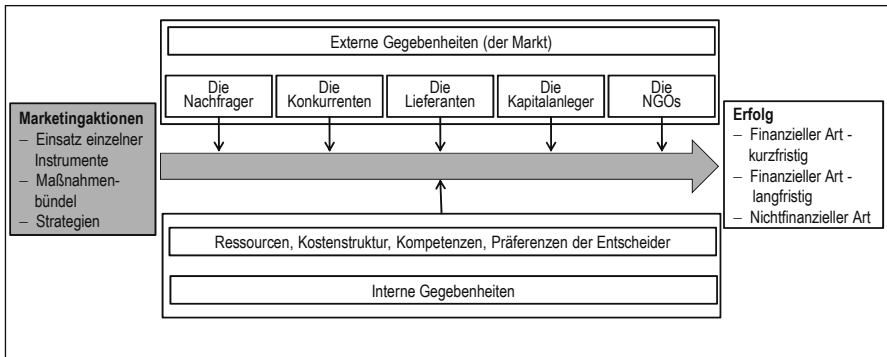 Externe Gegebenheiten (der Markt)
Die
Nachfrager
Die
Konkurrenten
Die
Lieferanten
Die
Kapitalanleger
Die
NGOs
Marketingaktionen
– Einsatz einzelner
Instrumente
– Maßnahmen-
bündel
– Strategien
Erfolg
– Finanzieller Art -
kurzfristig
– Finanzieller Art -
langfristig
– Nichtfinanzieller Art
Ressourcen, Kostenstruktur, Kompetenzen, Präferenzen der Entscheider
Interne Gegebenheiten